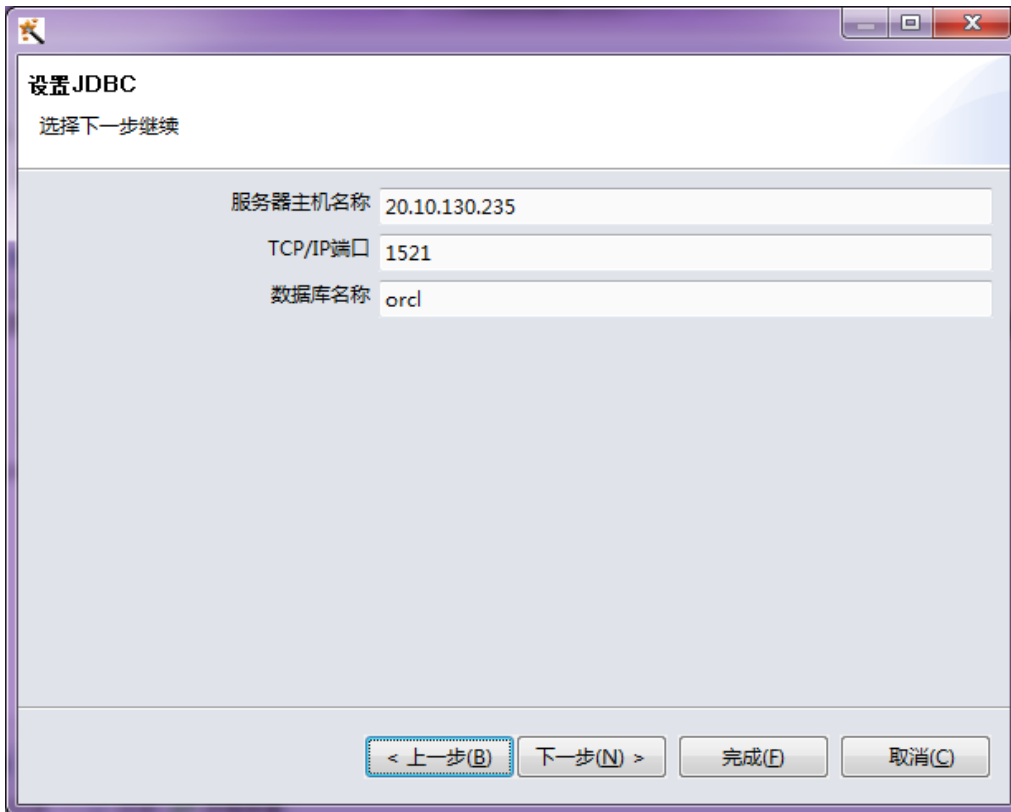 设置JDBC
选择下一步继续
服务器主机名称 20.10.130.235
TCP/IP端口 1521
数据库名称 orcl
< 上一步(B) 下一步(N) > 完成(F) 取消(C)